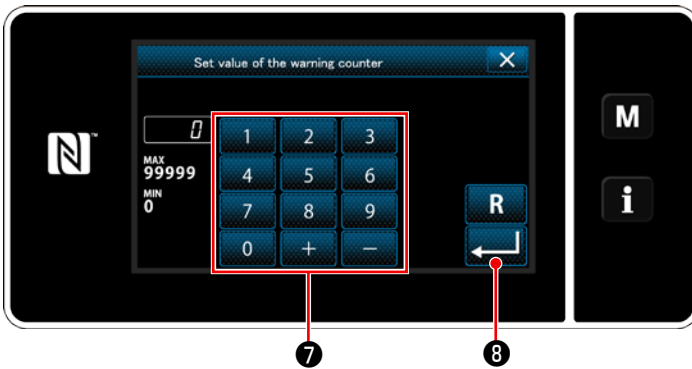 Set value of the warning counter
0
MAX
99999
MIN
0
1 2 3
4 5 6
7 8 9
0 + −
R
N
™
M
i
❼ ❽